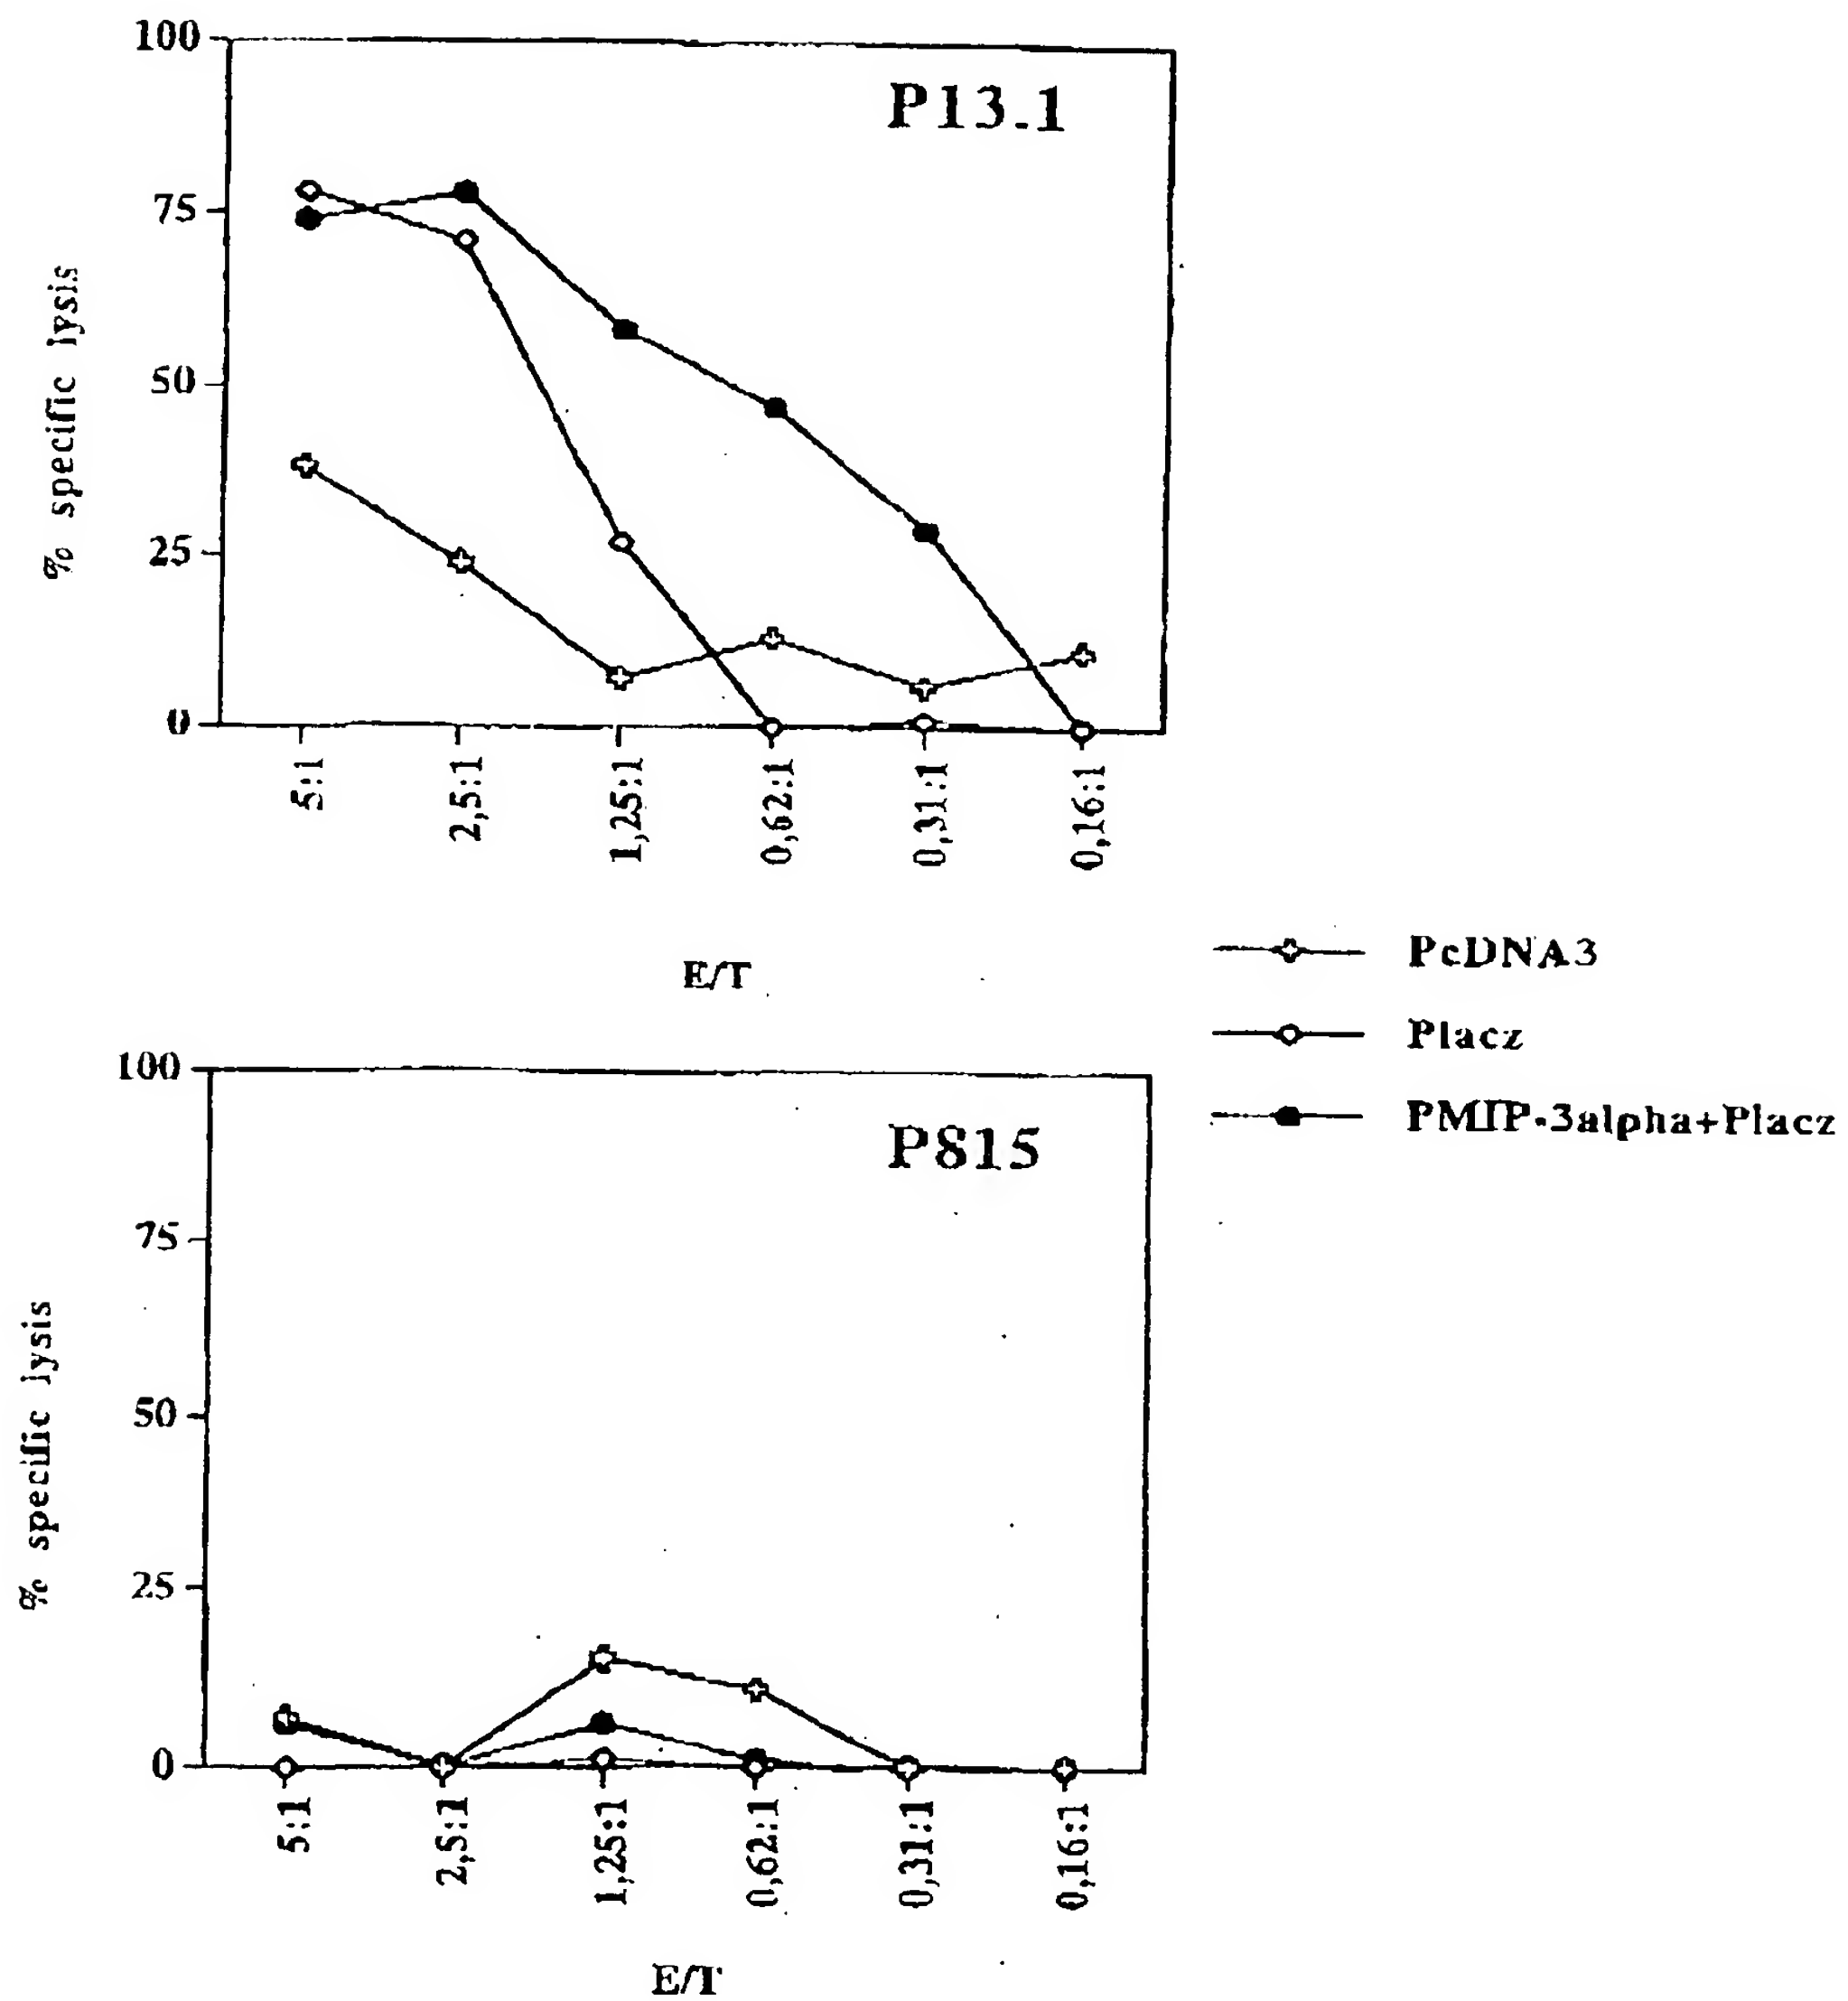 100
P13.1
75
50
25
0
% specific lysis
5:1
2,5:1
1,25:1
0,62:1
0,31:1
0,16:1
E/T
PcDNA3
Placz
PMIP-3alpha+Placz
100
P815
75
50
25
0
% specific lysis
5:1
2,5:1
1,25:1
0,62:1
0,31:1
0,16:1
E/T